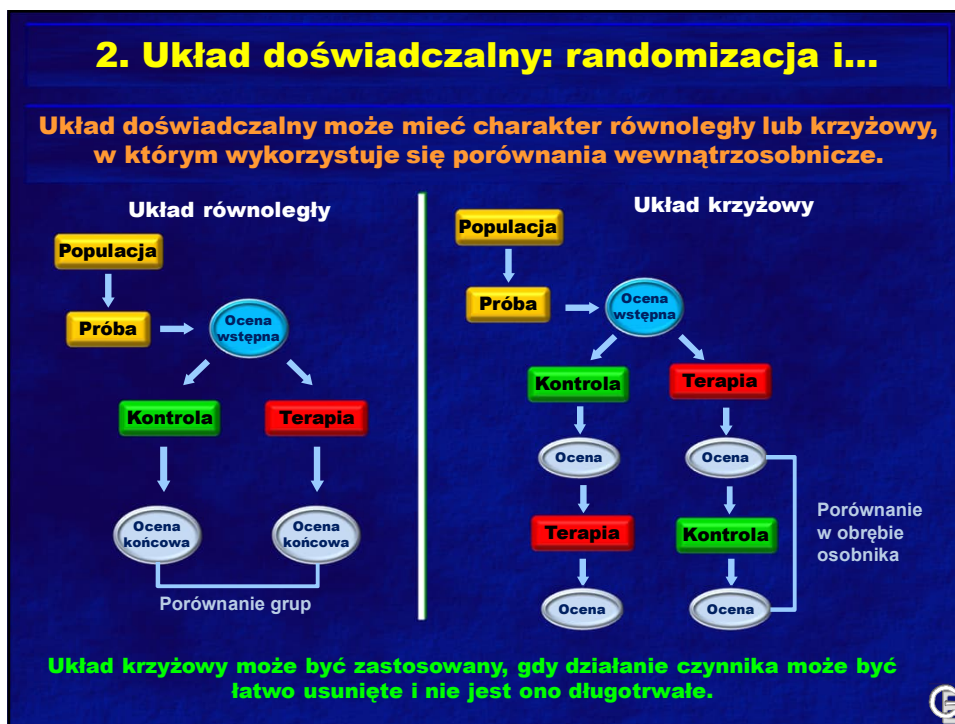 2. Układ doświadczalny: randomizacja i...
Układ doświadczalny może mieć charakter równoległy lub krzyżowy,
w którym wykorzystuje się porównania wewnątrzosobnicze.
Układ równoległy
Populacja
Próba
Ocena
wstępna
Kontrola
Terapia
Ocena
końcowa
Ocena
końcowa
Porównanie grup
Układ krzyżowy
Populacja
Próba
Ocena
wstępna
Kontrola
Terapia
Ocena
Ocena
Terapia
Kontrola
Ocena
Ocena
Porównanie
w obrębie
osobnika
Układ krzyżowy może być zastosowany, gdy działanie czynnika może być
łatwo usunięte i nie jest ono długotrwałe.